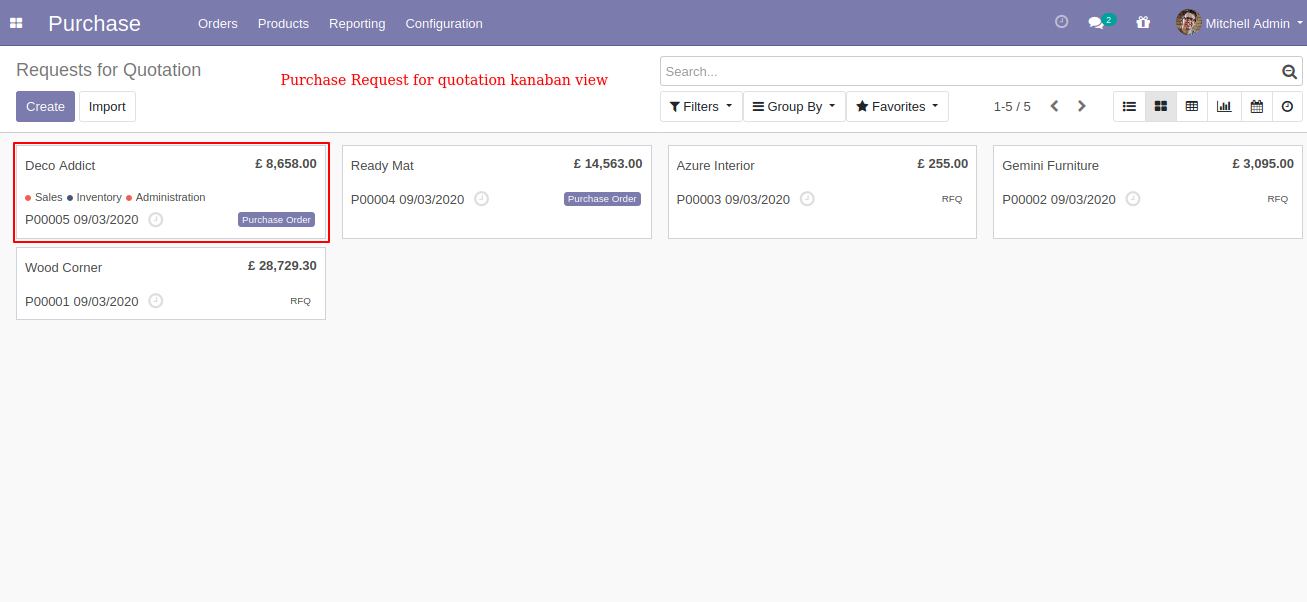 Purchase Orders Products Reporting Configuration 2 Mitchell Admin
Requests for Quotation
Purchase Request for quotation kanaban view
Search...
Create Import
Filters Group By Favorites 1-5 / 5
Deco Addict £ 8,658.00
Sales Inventory Administration
P00005 09/03/2020 Purchase Order
Ready Mat £ 14,563.00
P00004 09/03/2020 Purchase Order
Azure Interior £ 255.00
P00003 09/03/2020 RFQ
Gemini Furniture £ 3,095.00
P00002 09/03/2020 RFQ
Wood Corner £ 28,729.30
P00001 09/03/2020 RFQ